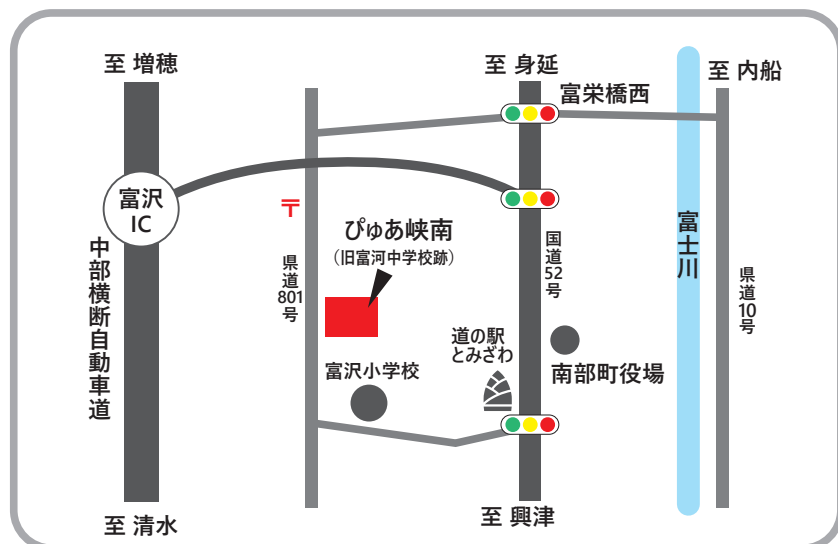 至 増穂
至 身延
至 内船
富栄橋西
富沢
IC
〒
ぴゅあ峡南
（旧富河中学校跡）
中部横断自動車道
県道801号
国道52号
富士川
県道10号
道の駅
とみざわ
富沢小学校
南部町役場
至 清水
至 興津